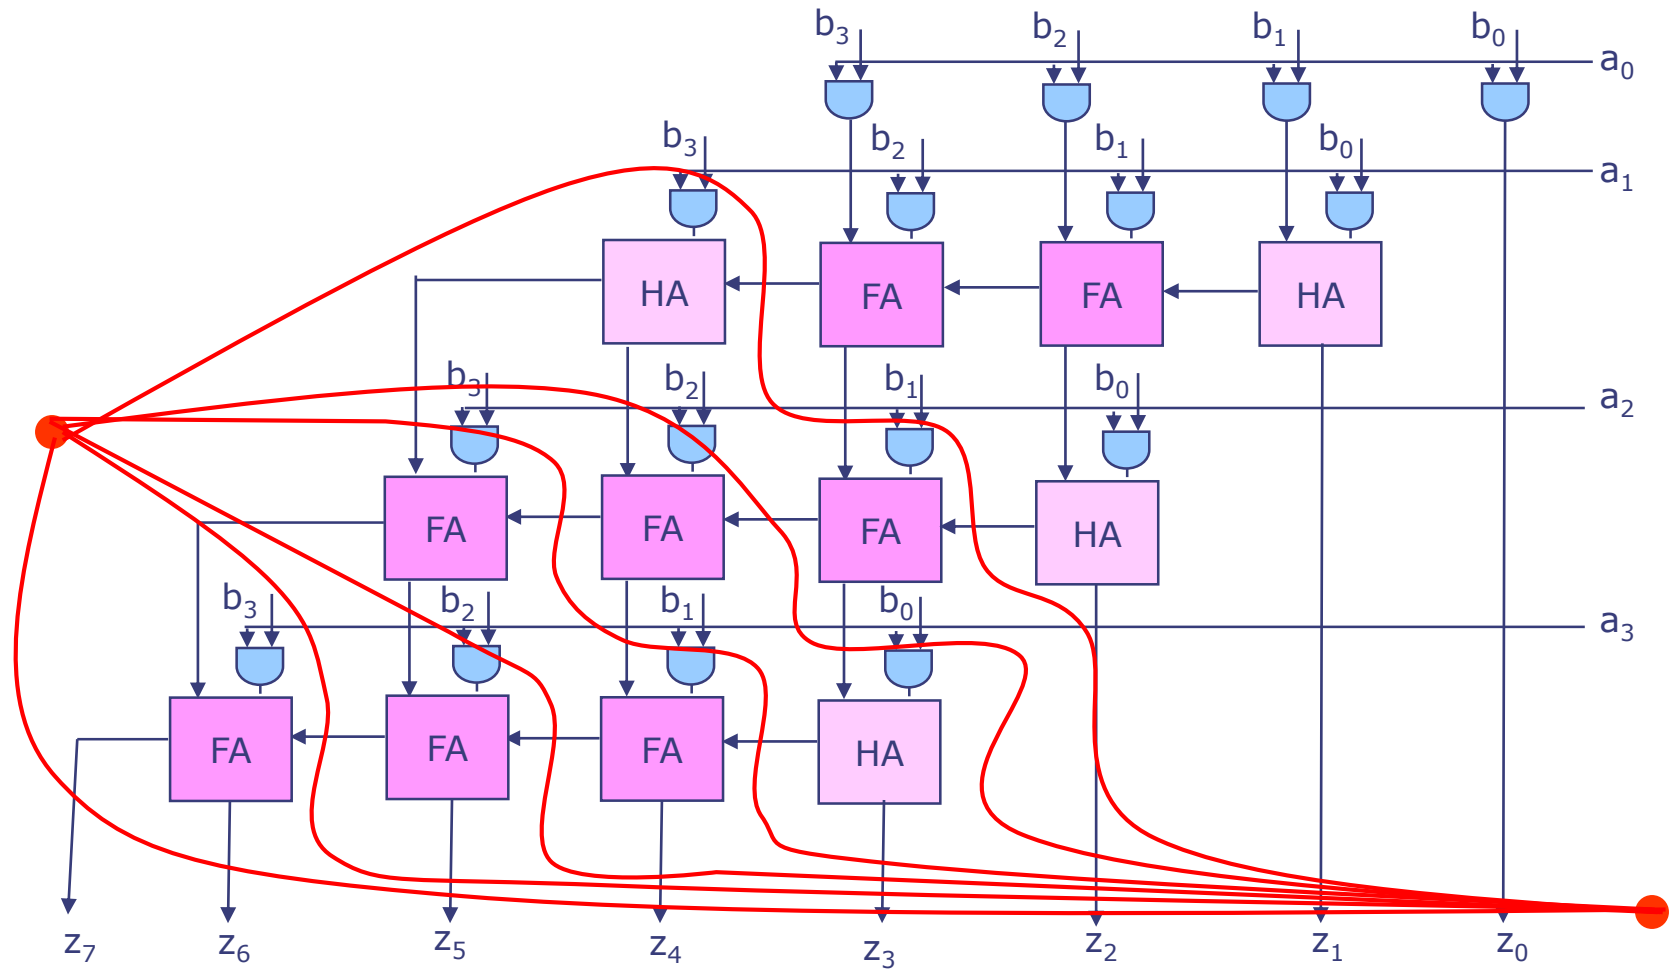 b₃ b₂ b₁ b₀
a₀
b₃ b₂ b₁ b₀
a₁
HA FA FA HA
b₃ b₂ b₁ b₀
a₂
FA FA FA HA
b₃ b₂ b₁ b₀
a₃
FA FA FA HA
z₇ z₆ z₅ z₄ z₃ z₂ z₁ z₀